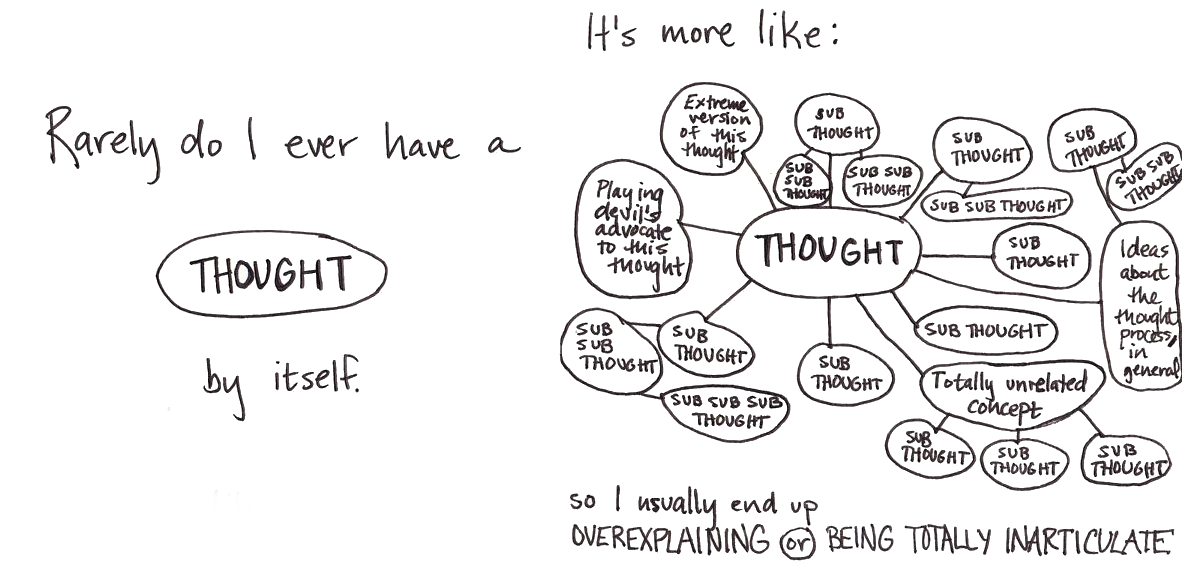 Rarely do I ever have a
THOUGHT
by itself.
It's more like:
Extreme
version
of this
thought
SUB
THOUGHT
SUB
SUB
THOUGHT
SUB SUB
THOUGHT
SUB
THOUGHT
SUB SUB THOUGHT
SUB
THOUGHT
SUB SUB
THOUGHT
Playing
devil's
advocate
to this
thought
THOUGHT
SUB
THOUGHT
Ideas
about
the
thought
process,
in
general
SUB
SUB
THOUGHT
SUB
THOUGHT
SUB SUB SUB
THOUGHT
SUB
THOUGHT
SUB THOUGHT
Totally unrelated
concept
SUB
THOUGHT
SUB
THOUGHT
SUB
THOUGHT
so I usually end up
OVEREXPLAINING or BEING TOTALLY INARTICULATE